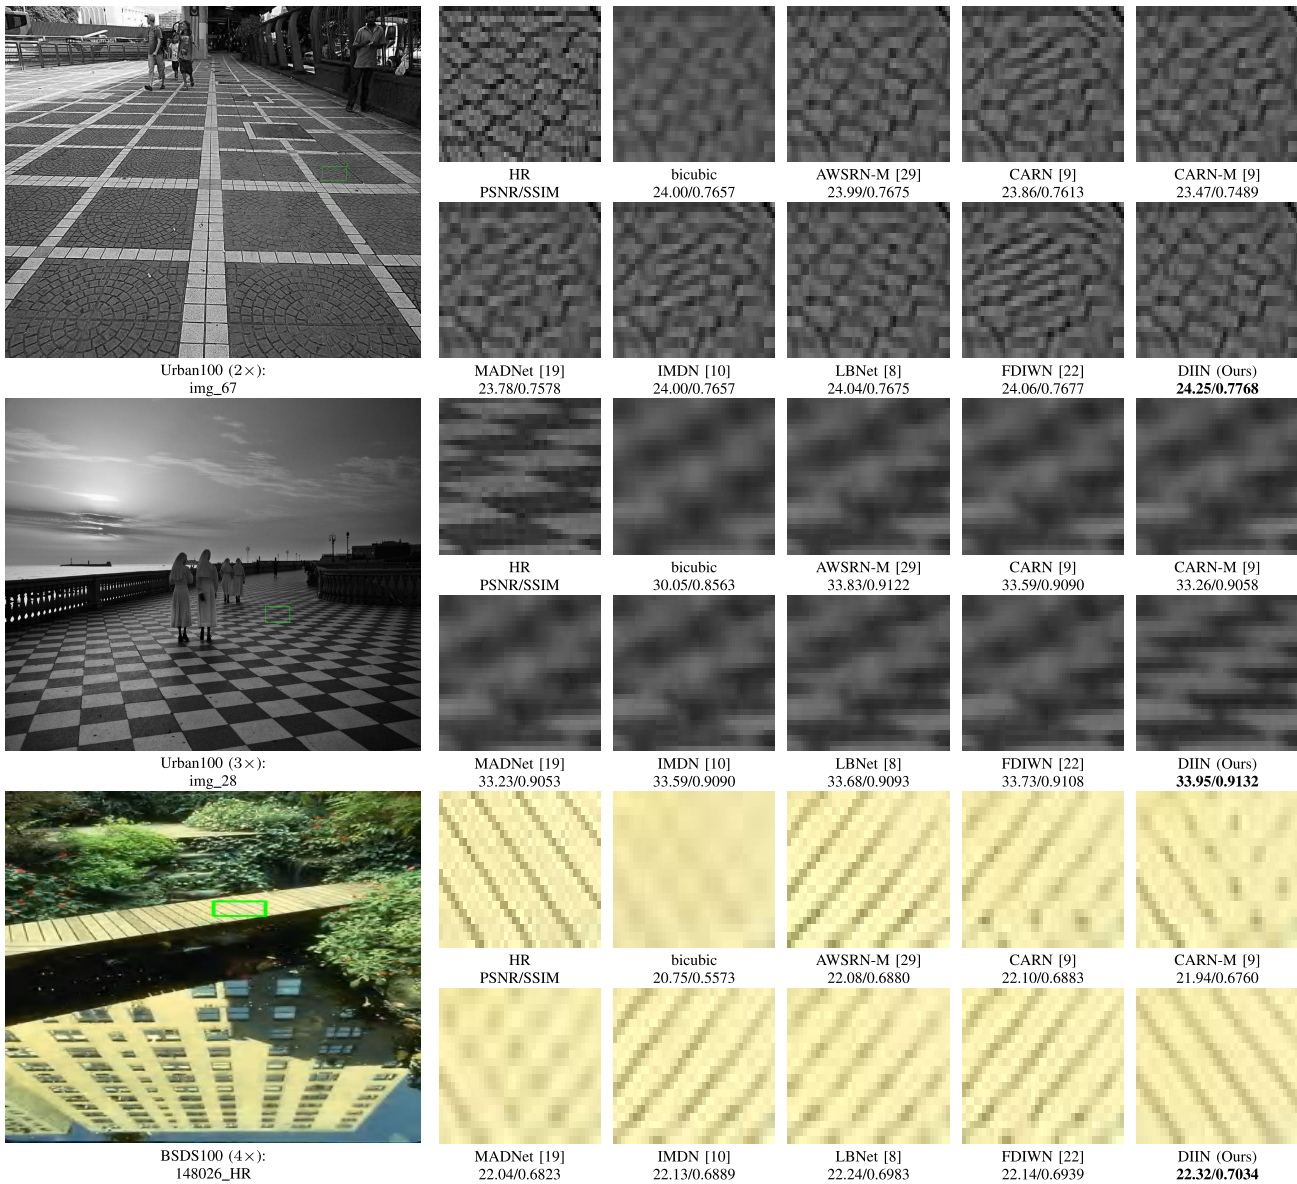 HR bicubic AWSRN-M [29] CARN [9] CARN-M [9]
PSNR/SSIM 24.00/0.7657 23.99/0.7675 23.86/0.7613 23.47/0.7489
Urban100 (2×): MADNet [19] IMDN [10] LBNet [8] FDIWN [22] DIIN (Ours)
img_67 23.78/0.7578 24.00/0.7657 24.04/0.7675 24.06/0.7677 24.25/0.7768
HR bicubic AWSRN-M [29] CARN [9] CARN-M [9]
PSNR/SSIM 30.05/0.8563 33.83/0.9122 33.59/0.9090 33.26/0.9058
Urban100 (3×): MADNet [19] IMDN [10] LBNet [8] FDIWN [22] DIIN (Ours)
img_28 33.23/0.9053 33.59/0.9090 33.68/0.9093 33.73/0.9108 33.95/0.9132
HR bicubic AWSRN-M [29] CARN [9] CARN-M [9]
PSNR/SSIM 20.75/0.5573 22.08/0.6880 22.10/0.6883 21.94/0.6760
BSDS100 (4×): MADNet [19] IMDN [10] LBNet [8] FDIWN [22] DIIN (Ours)
148026_HR 22.04/0.6823 22.13/0.6889 22.24/0.6983 22.14/0.6939 22.32/0.7034